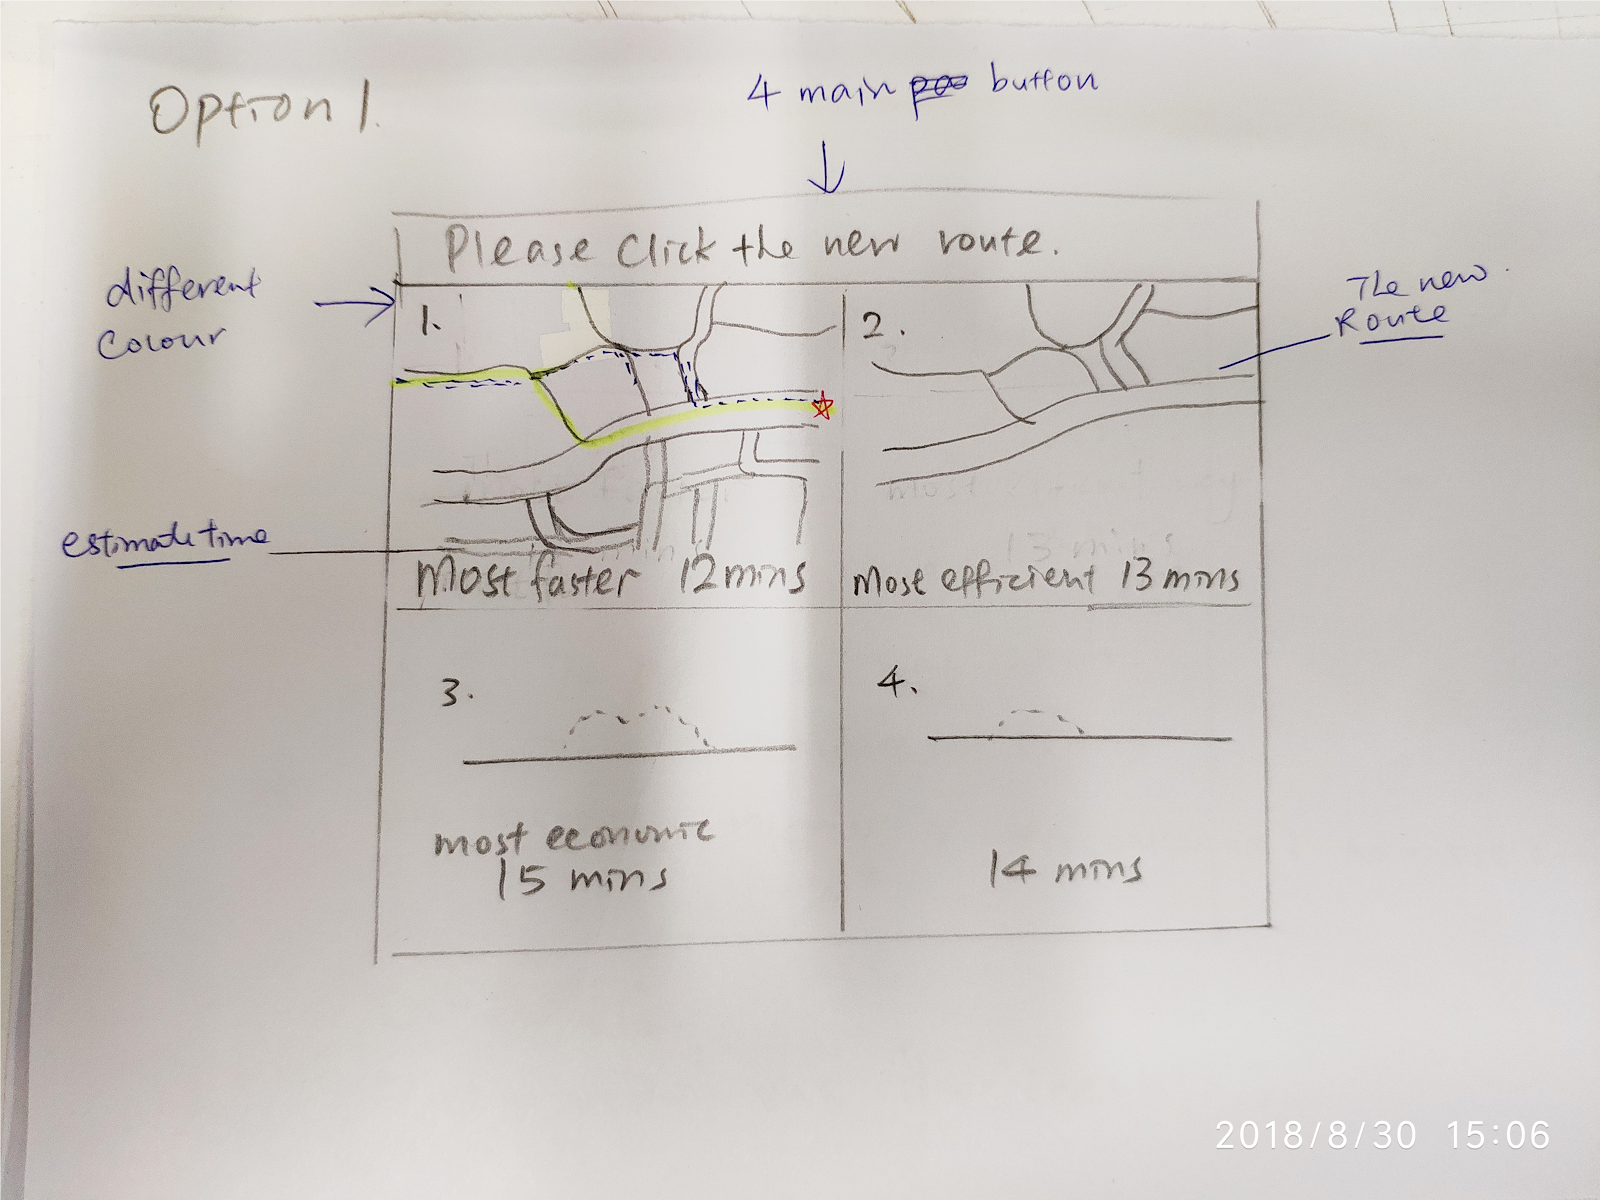 Option 1.
4 main button
Please Click the new route.
different
Colour
The new
Route
1.
2.
estimate time
Most faster 12 mins
Most efficient 13 mins
3.
4.
most economic
15 mins
14 mins
2018/8/30 15:06